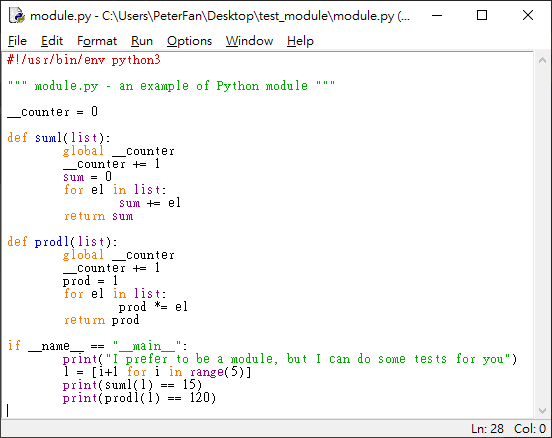 module.py - C:\Users\PeterFan\Desktop\test_module\module.py (...
File Edit Format Run Options Window Help
#!/usr/bin/env python3
""" module.py - an example of Python module """
__counter = 0
def suml(list):
global __counter
__counter += 1
sum = 0
for el in list:
sum += el
return sum
def prodl(list):
global __counter
__counter += 1
prod = 1
for el in list:
prod *= el
return prod
if __name__ == "__main__":
print("I prefer to be a module, but I can do some tests for you")
l = [i+1 for i in range(5)]
print(suml(l) == 15)
print(prodl(l) == 120)
Ln: 28 Col: 0